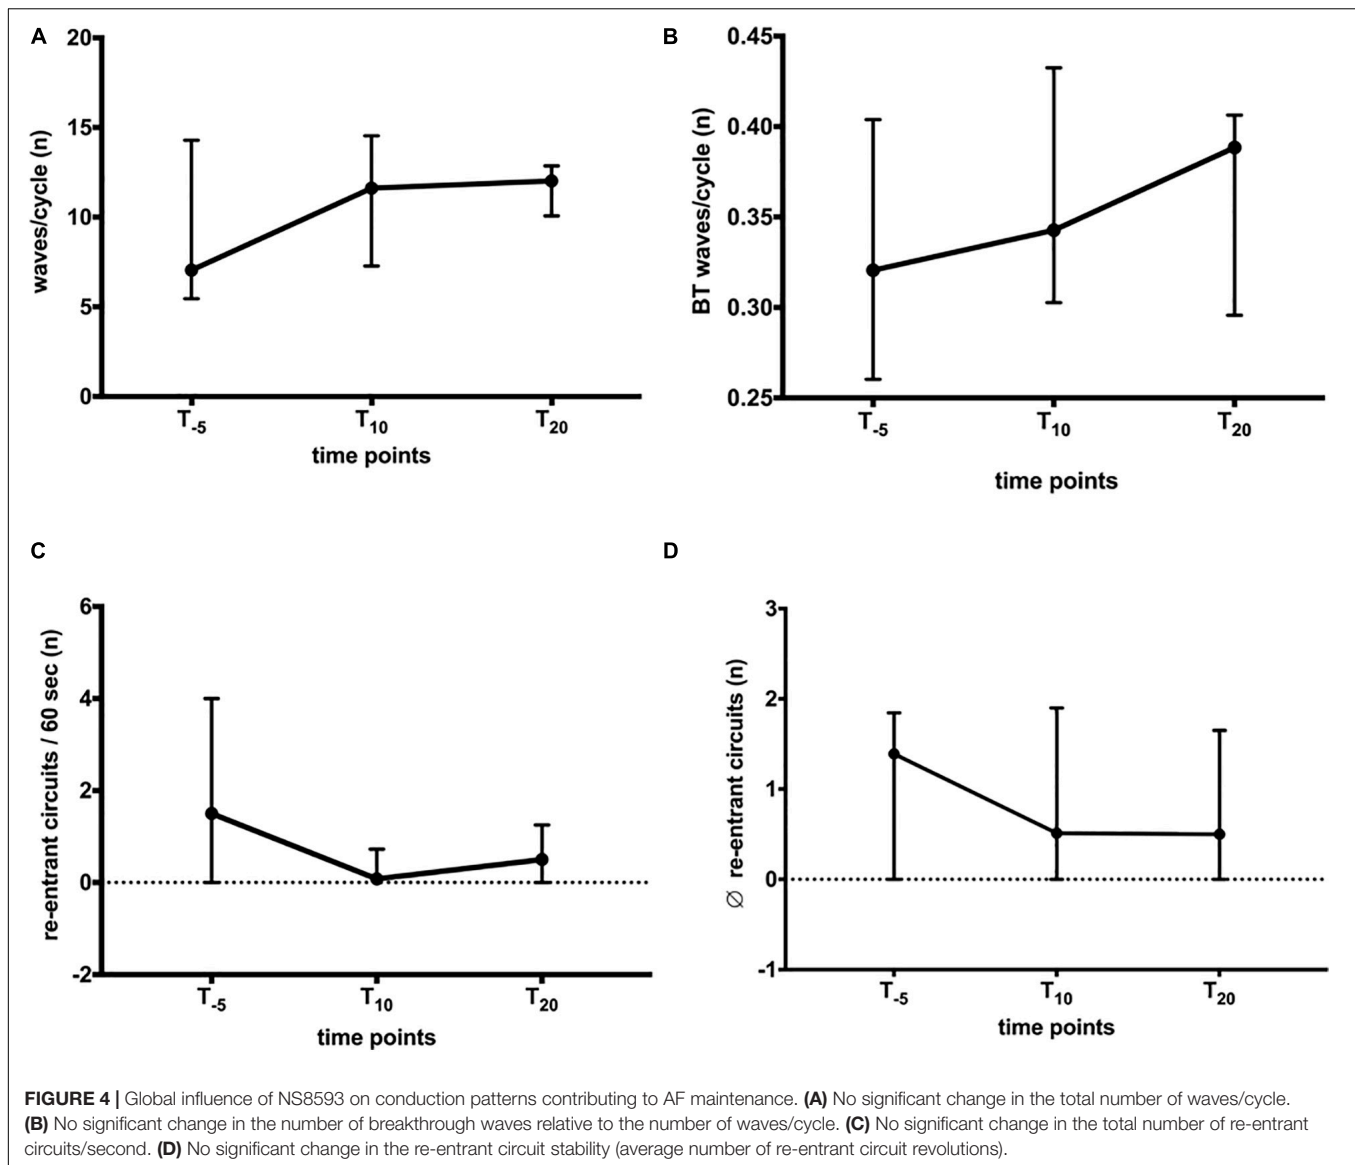 A
20
15
10
5
0
waves/cycle (n)
T-5 T10 T20
time points
B
0.45
0.40
0.35
0.30
0.25
BT waves/cycle (n)
T-5 T10 T20
time points
C
6
4
2
0
-2
re-entrant circuits / 60 sec (n)
T-5 T10 T20
time points
D
3
2
1
0
-1
∅ re-entrant circuits (n)
T-5 T10 T20
time points
FIGURE 4 | Global influence of NS8593 on conduction patterns contributing to AF maintenance. (A) No significant change in the total number of waves/cycle.
(B) No significant change in the number of breakthrough waves relative to the number of waves/cycle. (C) No significant change in the total number of re-entrant
circuits/second. (D) No significant change in the re-entrant circuit stability (average number of re-entrant circuit revolutions).